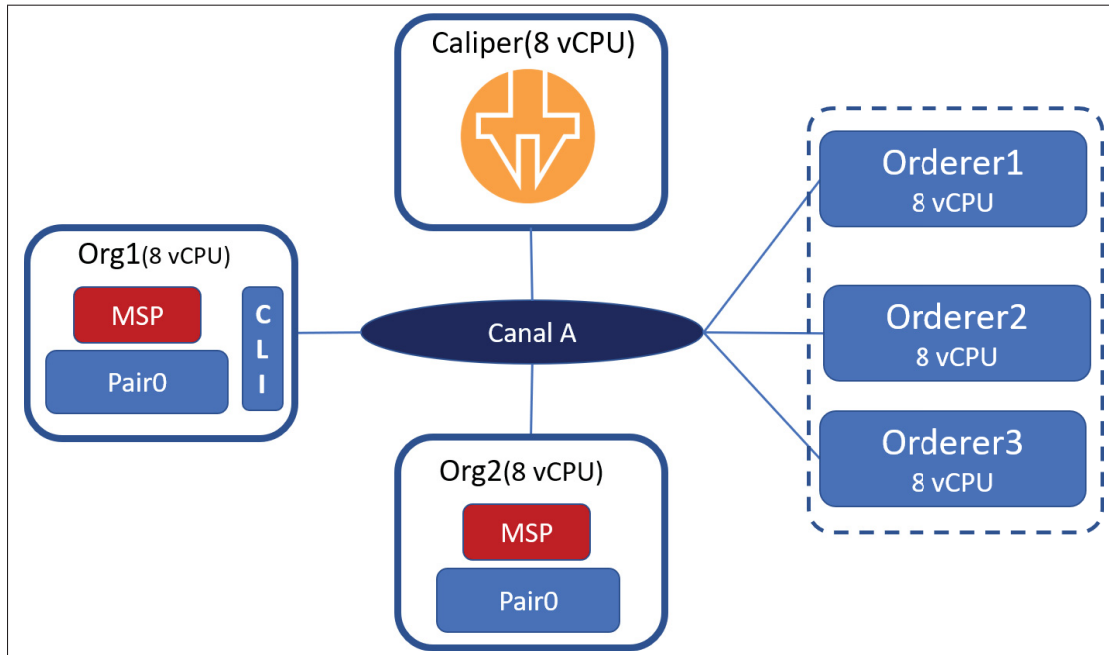 Caliper(8 vCPU)
Orderer1
8 vCPU
Org1(8 vCPU)
MSP
Pair0
C
L
I
Canal A
Orderer2
8 vCPU
Orderer3
8 vCPU
Org2(8 vCPU)
MSP
Pair0